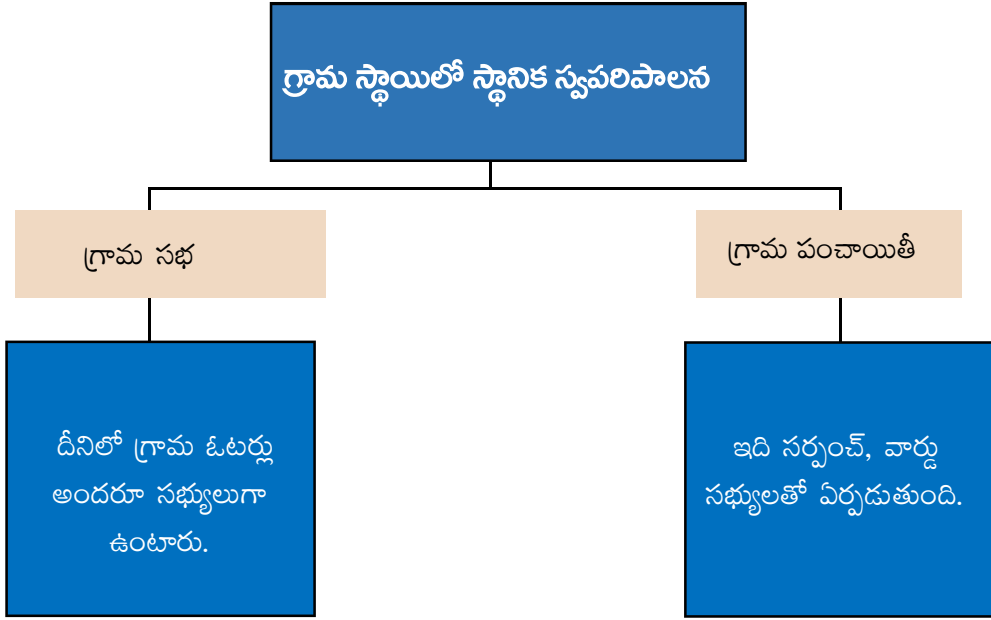 గ్రామ స్థాయిలో స్థానిక స్వపరిపాలన
గ్రామ సభ
గ్రామ పంచాయితీ
దీనిలో గ్రామ ఓటర్లు
అందరూ సభ్యులుగా
ఉంటారు.
ఇది సర్పంచ్, వార్డు
సభ్యులతో ఏర్పడుతుంది.